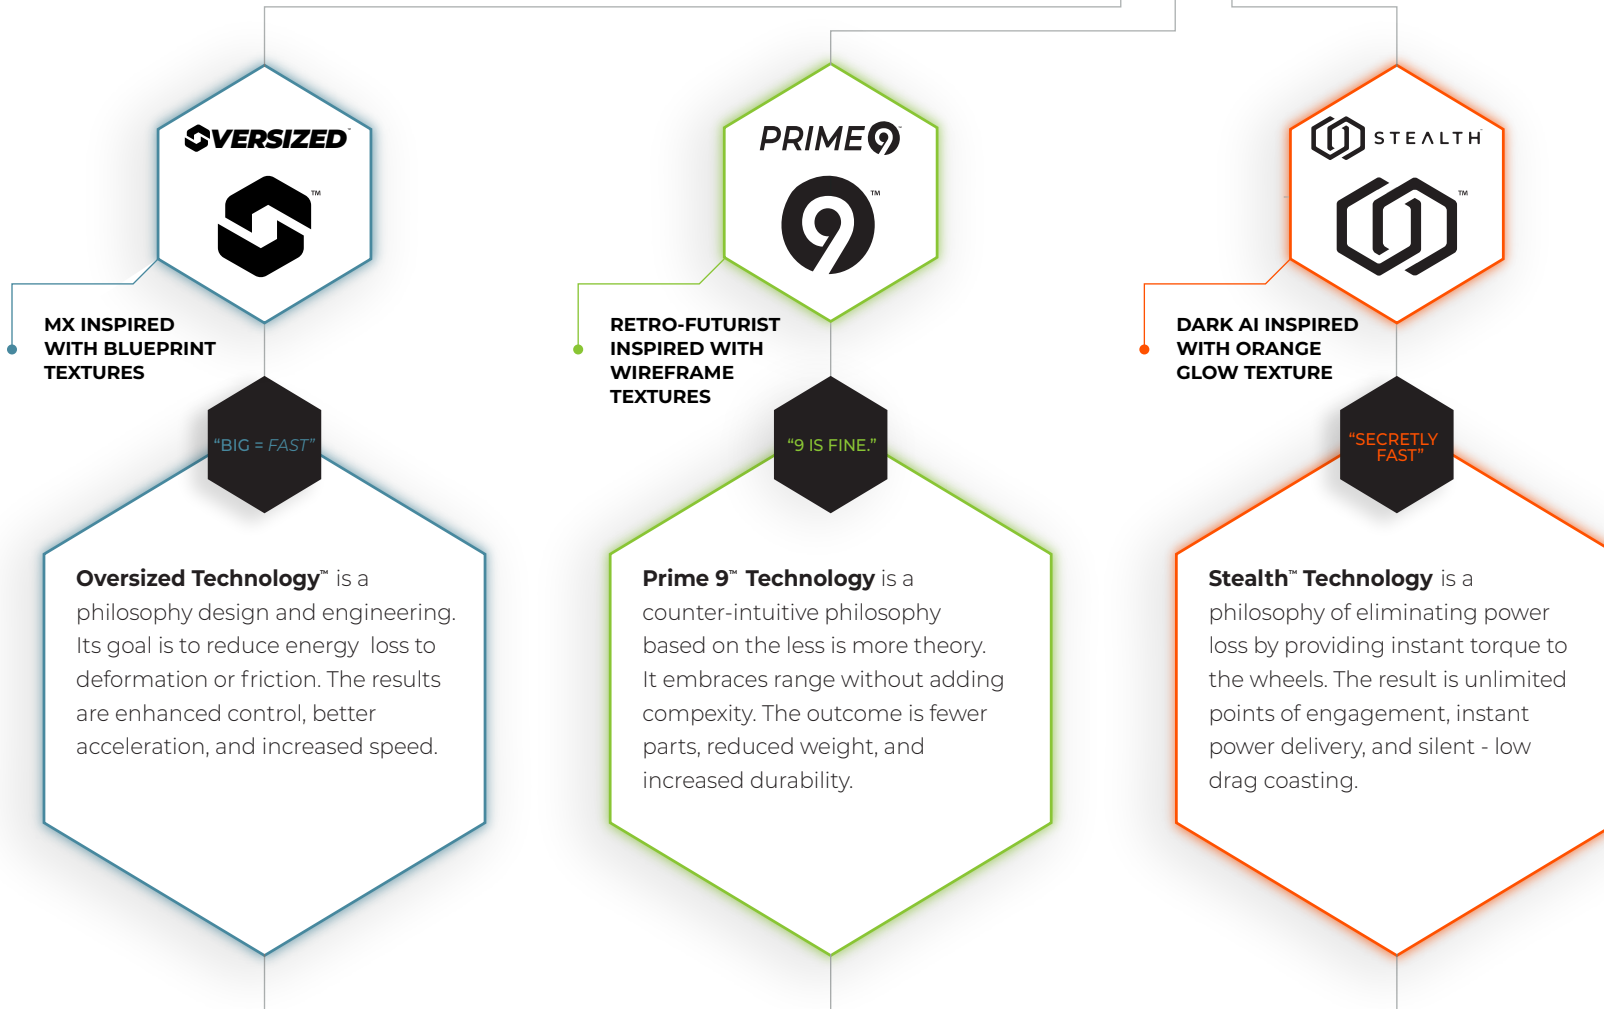 OVERSIZED™
™
MX INSPIRED
WITH BLUEPRINT
TEXTURES
“BIG = FAST”
Oversized Technology™ is a
philosophy design and engineering.
Its goal is to reduce energy loss to
deformation or friction. The results
are enhanced control, better
acceleration, and increased speed.
PRIME 9™
9™
RETRO-FUTURIST
INSPIRED WITH
WIREFRAME
TEXTURES
“9 IS FINE.”
Prime 9™ Technology is a
counter-intuitive philosophy
based on the less is more theory.
It embraces range without adding
compexity. The outcome is fewer
parts, reduced weight, and
increased durability.
STEALTH
™
DARK AI INSPIRED
WITH ORANGE
GLOW TEXTURE
“SECRETLY
FAST”
Stealth™ Technology is a
philosophy of eliminating power
loss by providing instant torque to
the wheels. The result is unlimited
points of engagement, instant
power delivery, and silent - low
drag coasting.